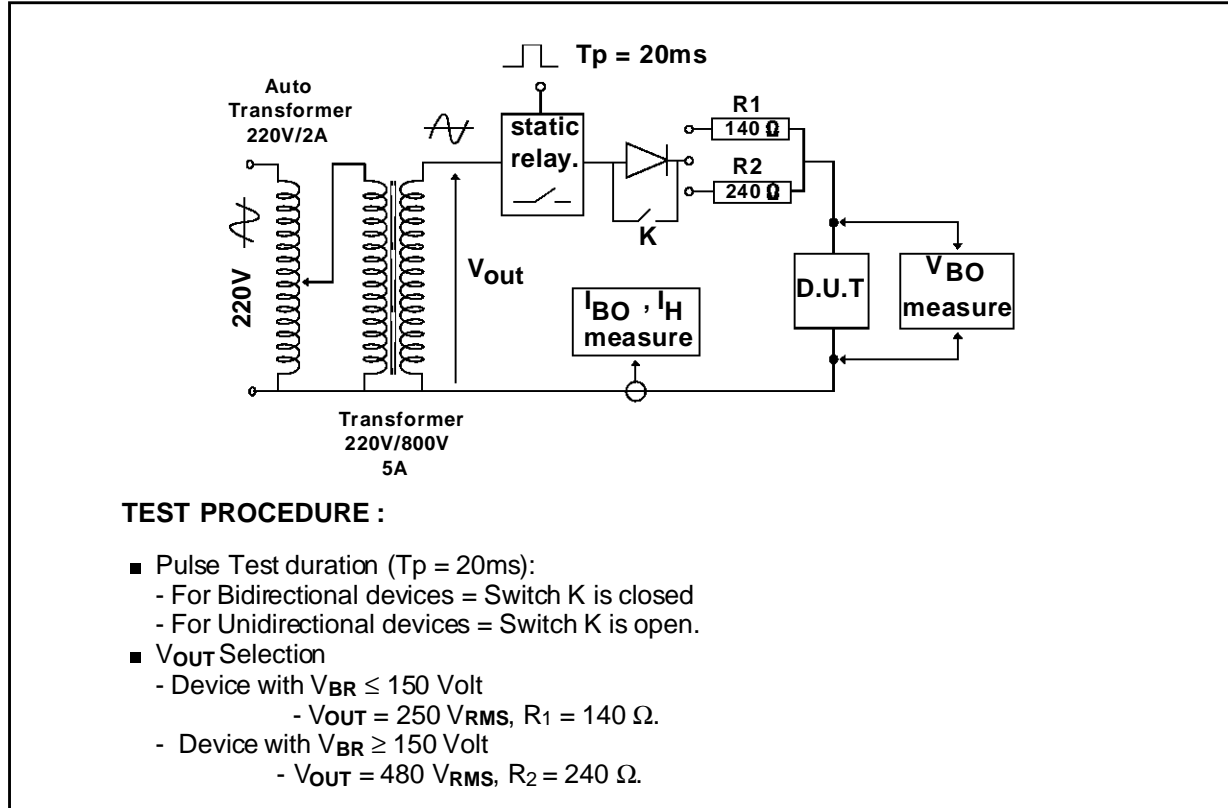 Tp = 20ms
Auto
Transformer
220V/2A
static
relay.
R1
140 Ω
R2
240 Ω
K
220V
Vout
IBO , IH
measure
D.U.T
VBO
measure
Transformer
220V/800V
5A
TEST PROCEDURE :
■ Pulse Test duration (Tp = 20ms):
- For Bidirectional devices = Switch K is closed
- For Unidirectional devices = Switch K is open.
■ VOUT Selection
- Device with VBR ≤ 150 Volt
- VOUT = 250 VRMS, R1 = 140 Ω.
- Device with VBR ≥ 150 Volt
- VOUT = 480 VRMS, R2 = 240 Ω.